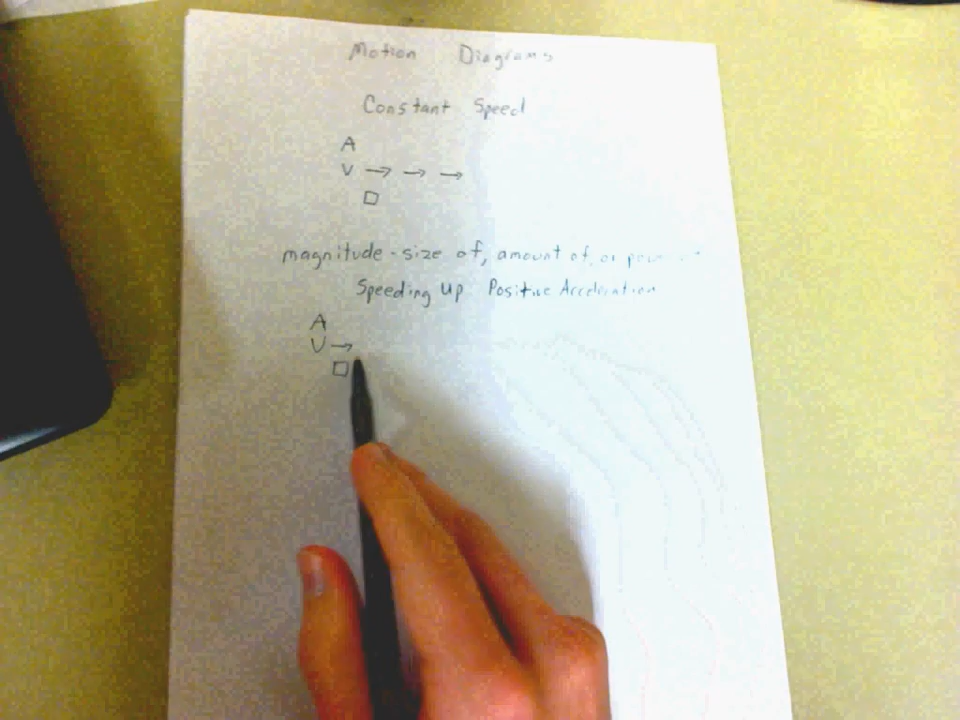 Motion Diagrams
Constant Speed
A
V → → →
magnitude - size of, amount of, or
Speeding Up Positive Acceleration
A
V →